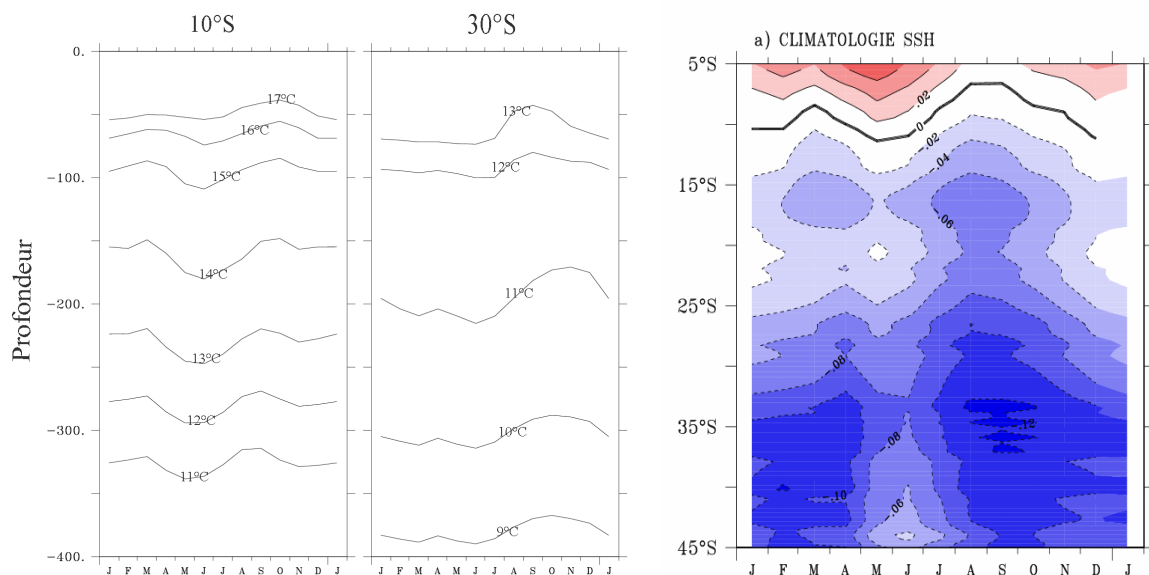 10°S
30°S
a) CLIMATOLOGIE SSH
Profondeur
0.
-100.
-200.
-300.
-400.
17°C
16°C
15°C
14°C
13°C
12°C
11°C
J F M A M J J A S O N D J
13°C
12°C
11°C
10°C
9°C
J F M A M J J A S O N D J
5°S
15°S
25°S
35°S
45°S
.02
0
-.02
-.04
-.06
-.08
-.12
-.08
-.10
-.06
J F M A M J J A S O N D J